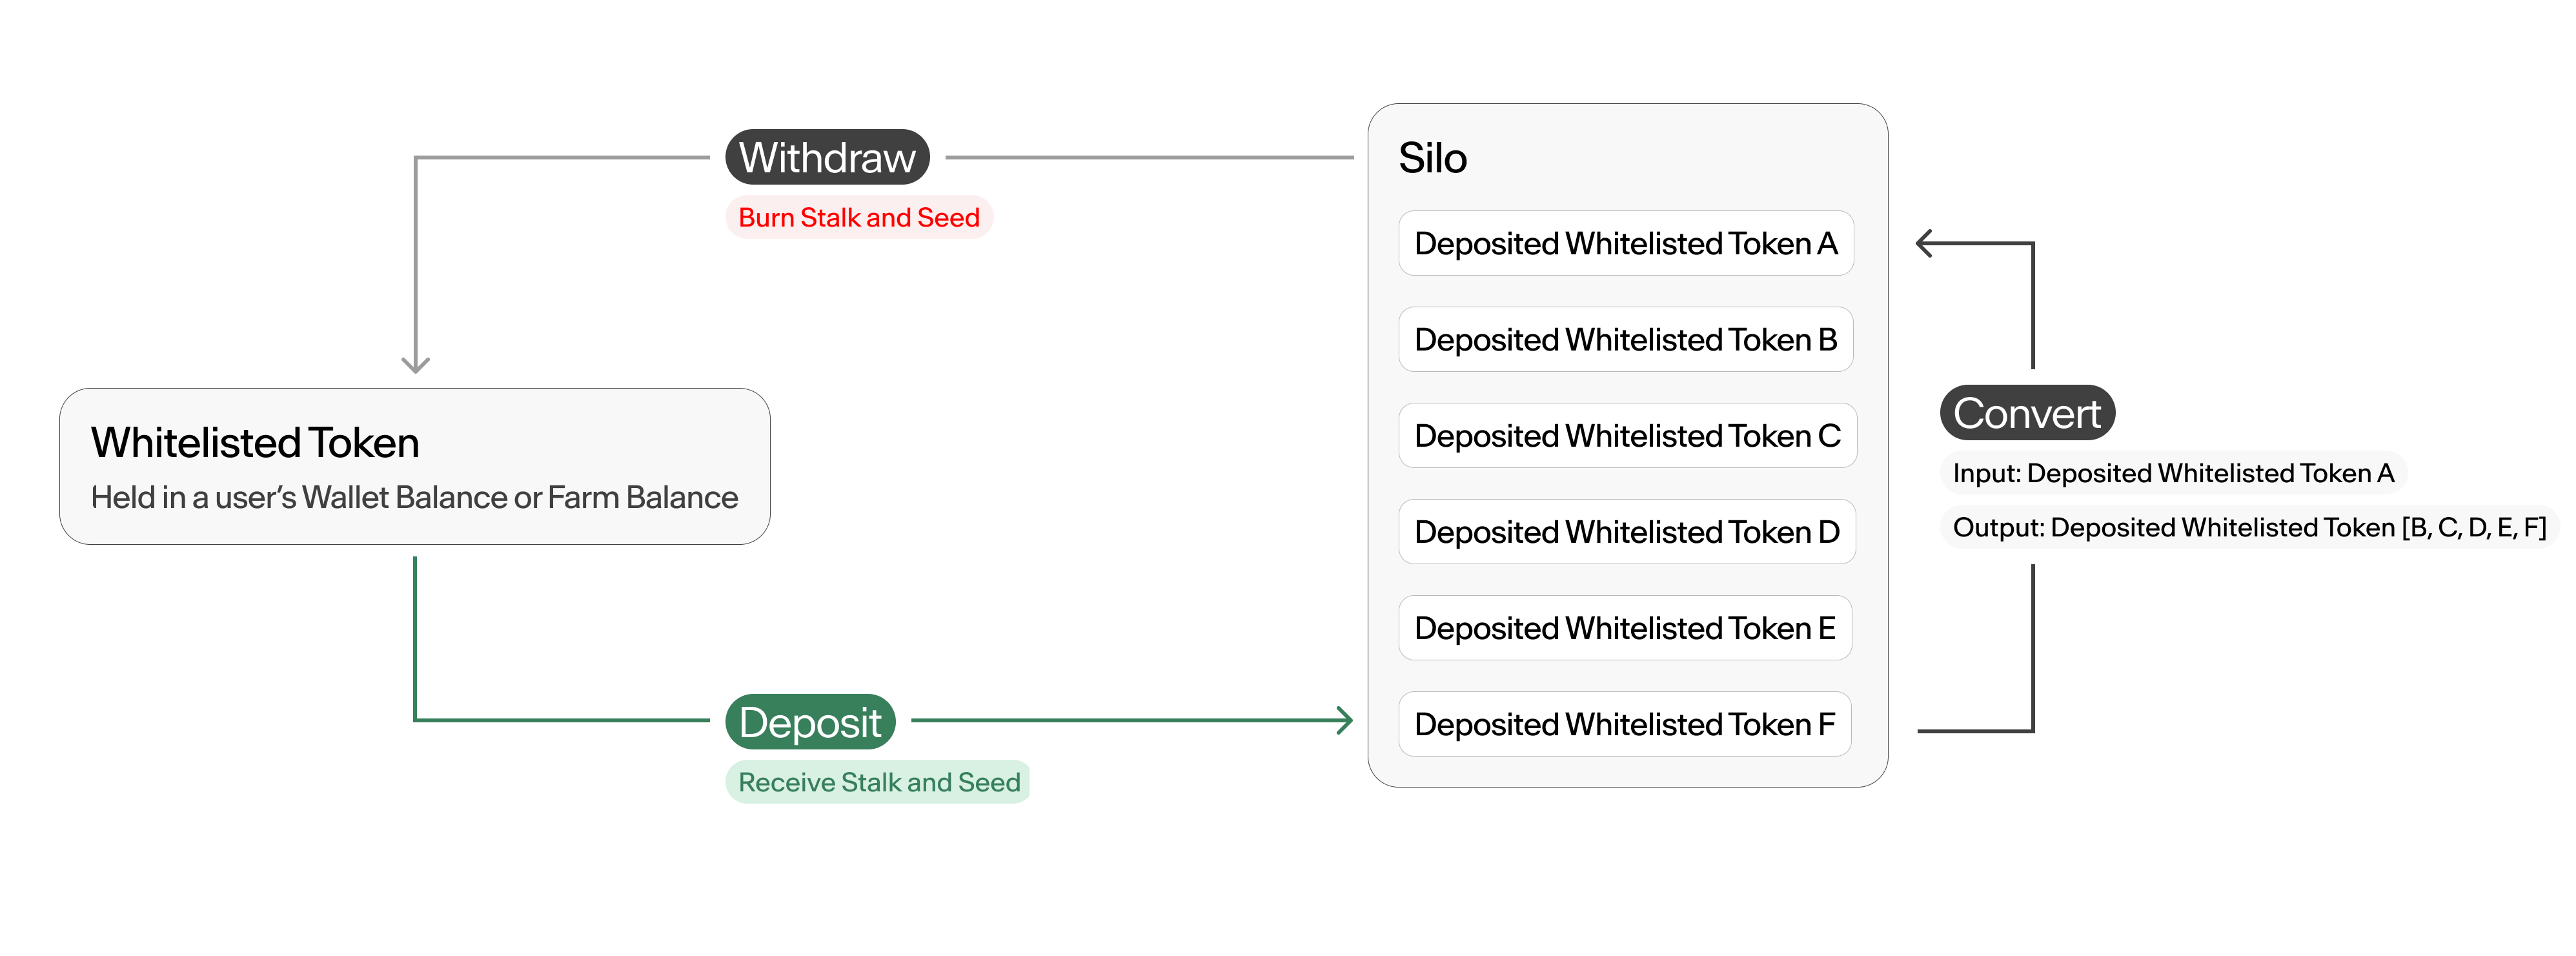 Withdraw
Burn Stalk and Seed
Whitelisted Token
Held in a user’s Wallet Balance or Farm Balance
Deposit
Receive Stalk and Seed
Silo
Deposited Whitelisted Token A
Deposited Whitelisted Token B
Deposited Whitelisted Token C
Deposited Whitelisted Token D
Deposited Whitelisted Token E
Deposited Whitelisted Token F
Convert
Input: Deposited Whitelisted Token A
Output: Deposited Whitelisted Token [B, C, D, E, F]